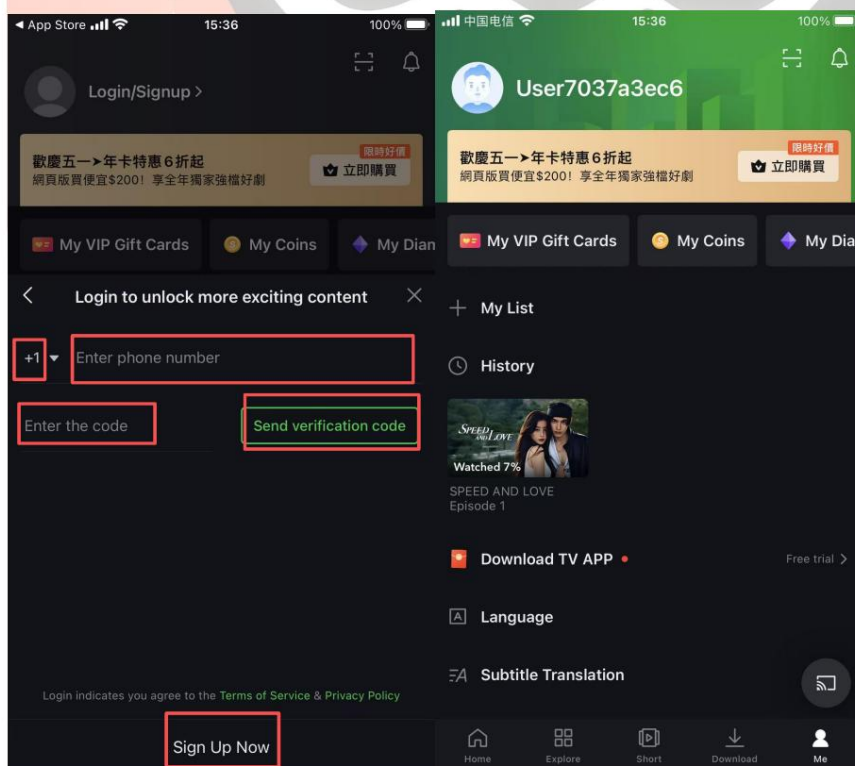 App Store 15:36 100%
Login/Signup >
歡慶五一➤年卡特惠6折起
網頁版買便宜$200! 享全年獨家強檔好劇
限時好價
立即購買
My VIP Gift Cards
My Coins
My Diam
Login to unlock more exciting content
+1 Enter phone number
Enter the code
Send verification code
Login indicates you agree to the Terms of Service & Privacy Policy
Sign Up Now
中国电信 15:36 100%
User7037a3ec6
歡慶五一➤年卡特惠6折起
網頁版買便宜$200! 享全年獨家強檔好劇
限時好價
立即購買
My VIP Gift Cards
My Coins
My Dia
My List
History
SPEED AND LOVE
Watched 7%
SPEED AND LOVE
Episode 1
Download TV APP
Free trial >
Language
Subtitle Translation
Home
Explore
Short
Download
Me